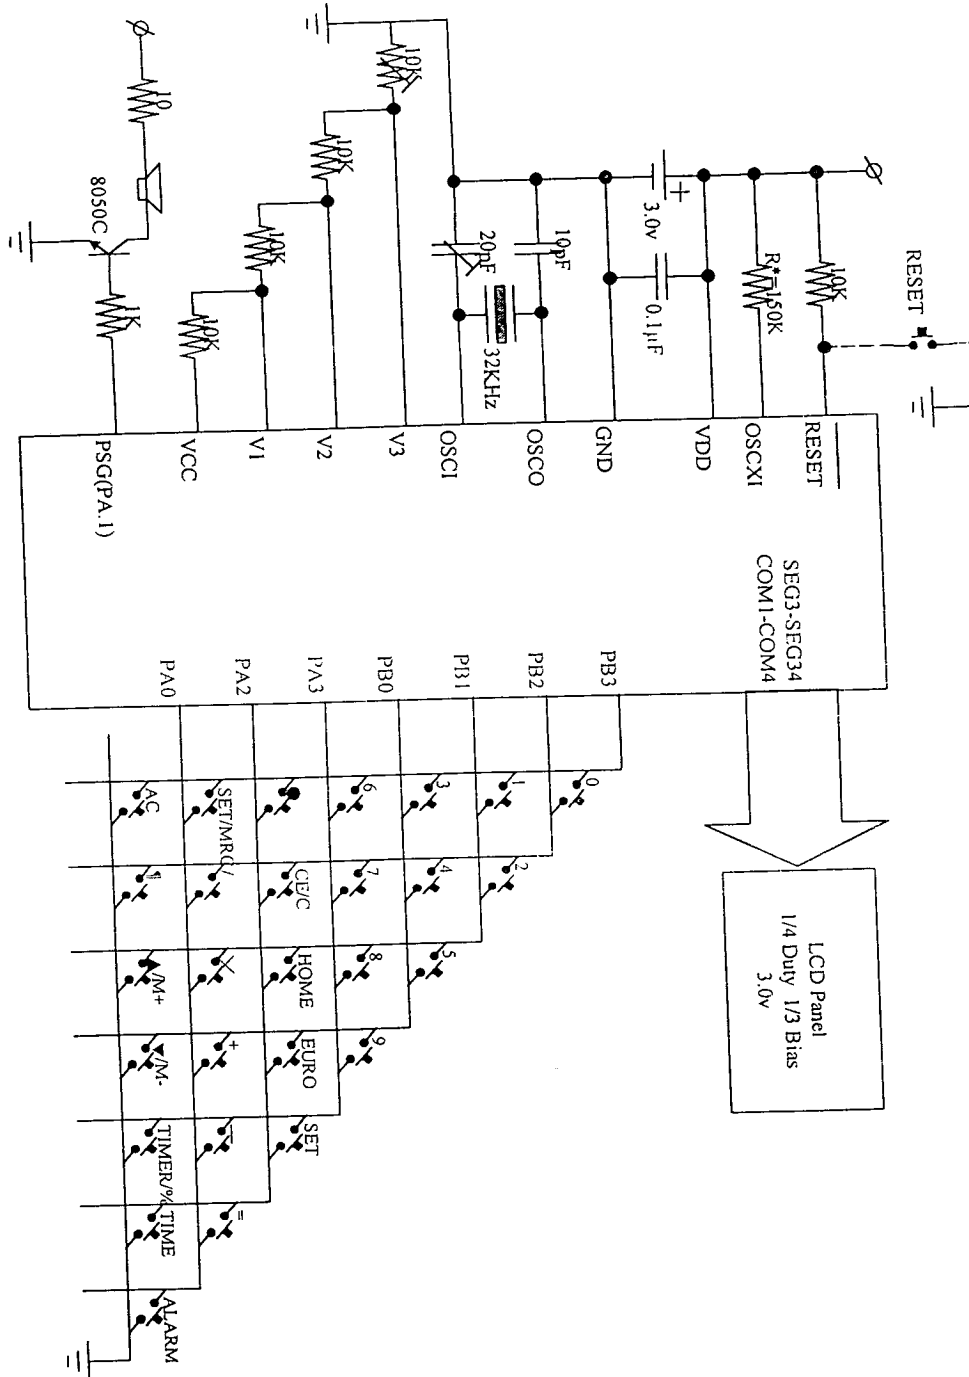 10
8050C
1K
10K
10K
10K
10K
20pF
10pF
32KHz
3.0v
+
0.1µF
R*=150K
10K
RESET
PSG(PA.1)
VCC
V1
V2
V3
OSCI
OSCO
GND
VDD
OSCXI
RESET
SEG3-SEG34
COM1-COM4
PA0
PA2
PA3
PB0
PB1
PB2
PB3
LCD Panel
1/4 Duty 1/3 Bias
3.0v
0
1
3
6
SET/MRC/
AC
2
4
7
CE/C
5
8
HOME
X
/M+
9
EURO
+
/M-
SET
—
TIMER/%
=
TIME
ALARM